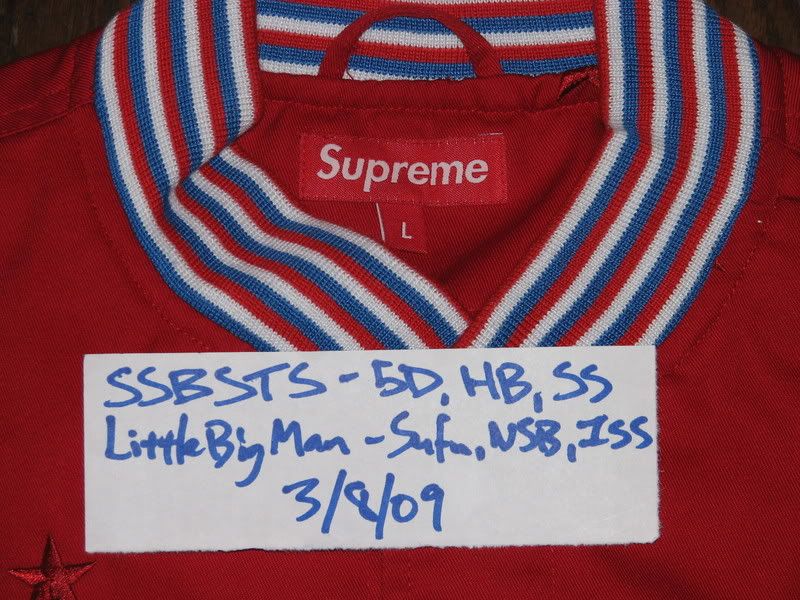 Supreme
L
SSBSTS - 5D, HB, SS
LittleBigMan - Sufu, NSB, ISS
3/8/09